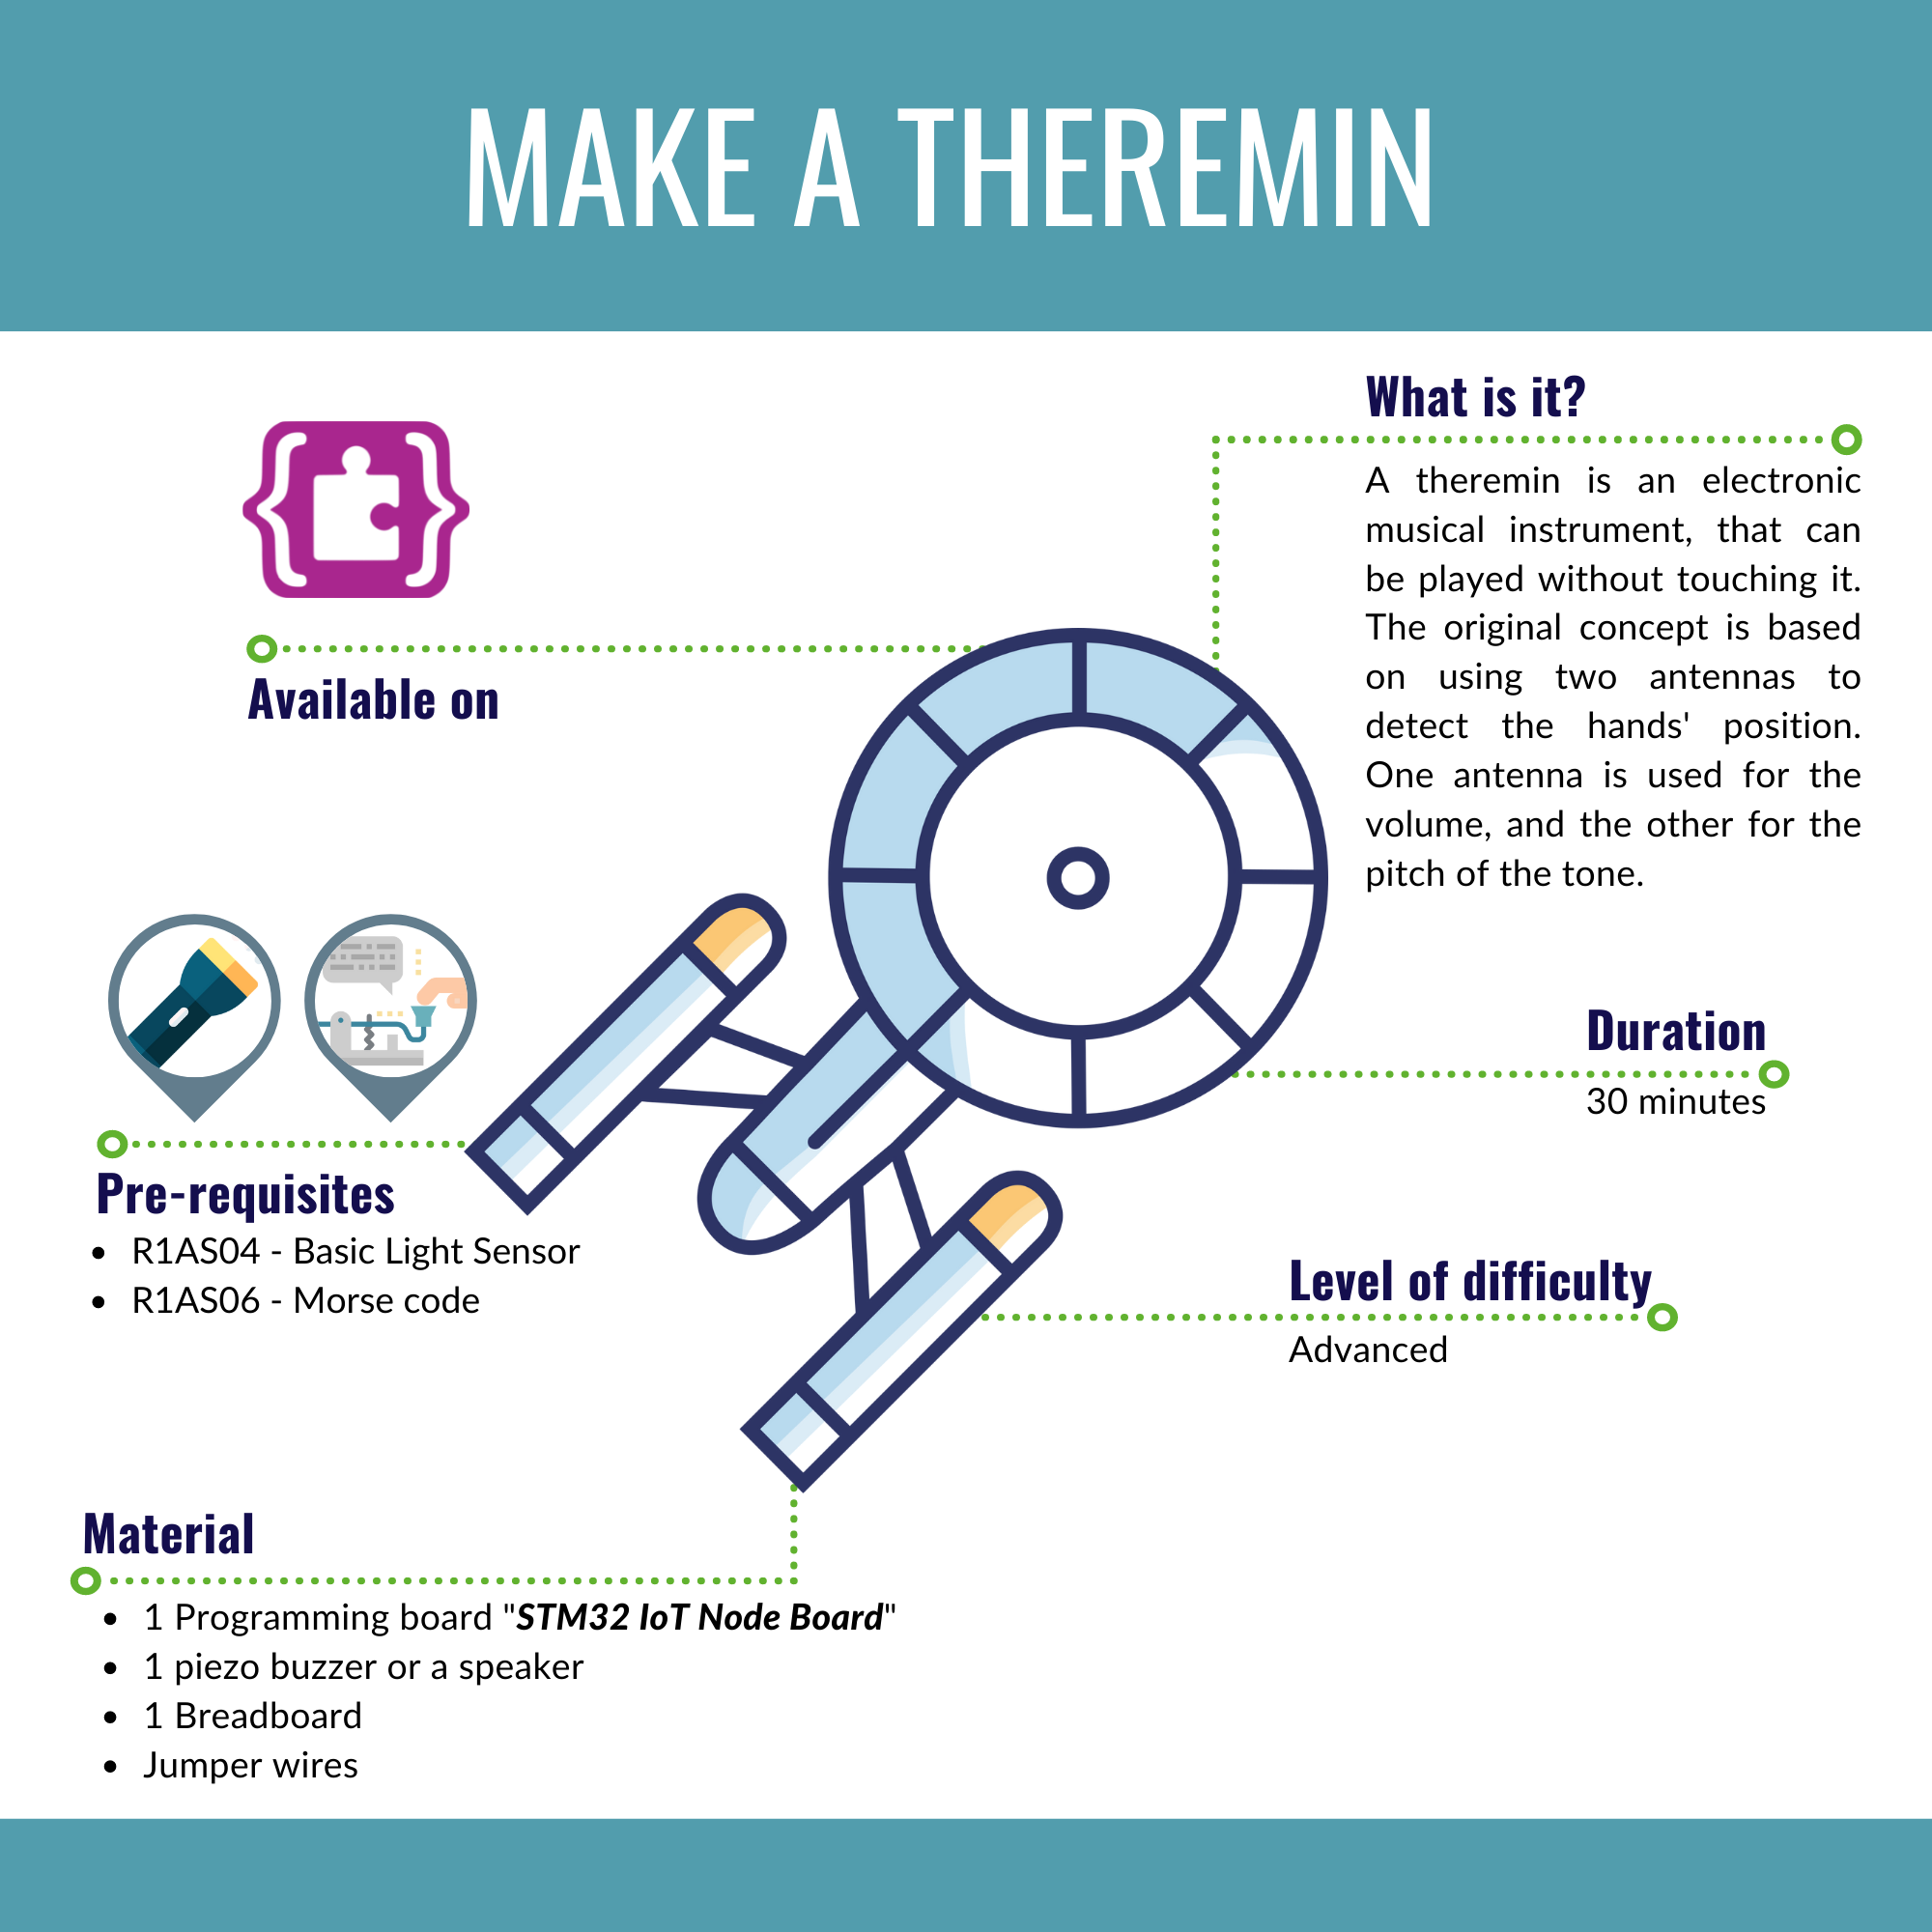 MAKE A THEREMIN
What is it?
A theremin is an electronic
musical instrument, that can
be played without touching it.
The original concept is based
on using two antennas to
detect the hands' position.
One antenna is used for the
volume, and the other for the
pitch of the tone.
Available on
Duration
30 minutes
Pre-requisites
• R1AS04 - Basic Light Sensor
• R1AS06 - Morse code
Level of difficulty
Advanced
Material
• 1 Programming board "STM32 IoT Node Board"
• 1 piezo buzzer or a speaker
• 1 Breadboard
• Jumper wires